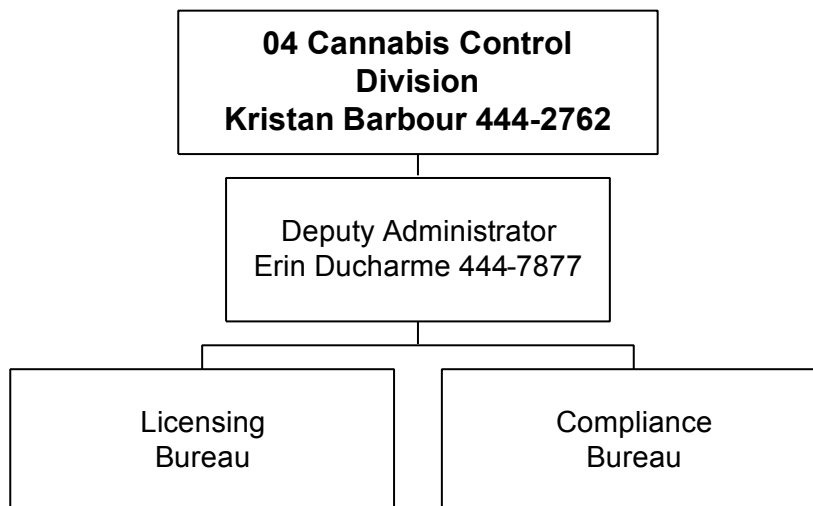 04 Cannabis Control
Division
Kristan Barbour 444-2762
Deputy Administrator
Erin Ducharme 444-7877
Licensing
Bureau
Compliance
Bureau